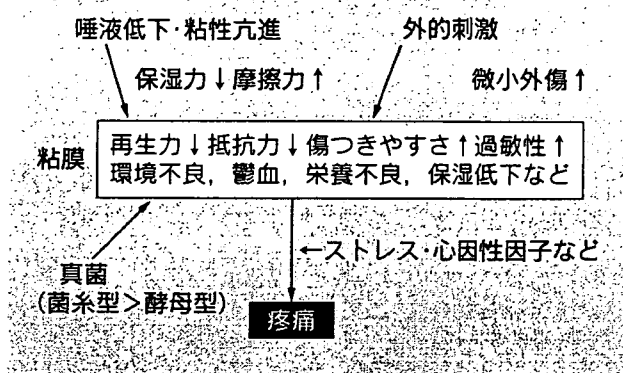 唾液低下・粘性亢進　外的刺激
保湿力↓摩擦力↑　微小外傷↑
粘膜
再生力↓抵抗力↓傷つきやすさ↑過敏性↑
環境不良，鬱血，栄養不良，保湿低下など
←ストレス・心因性因子など
真菌
（菌糸型＞酵母型）
疼痛